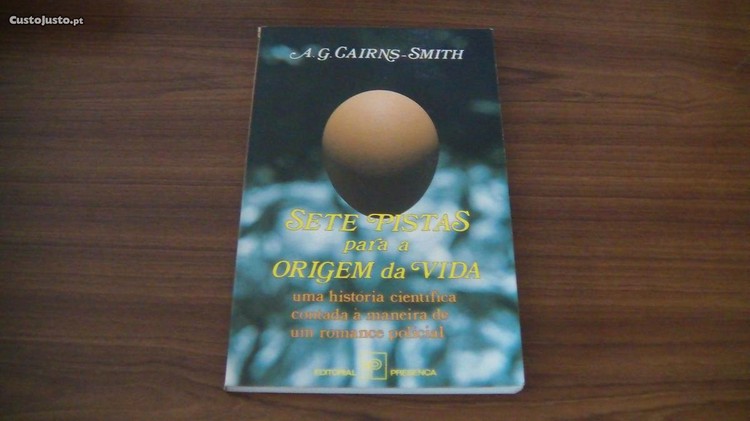 CustoJusto.pt
A. G. CAIRNS-SMITH
SETE PISTAS
para a
ORIGEM da VIDA
uma história científica
contada à maneira de
um romance policial
EDITORIAL PRESENÇA